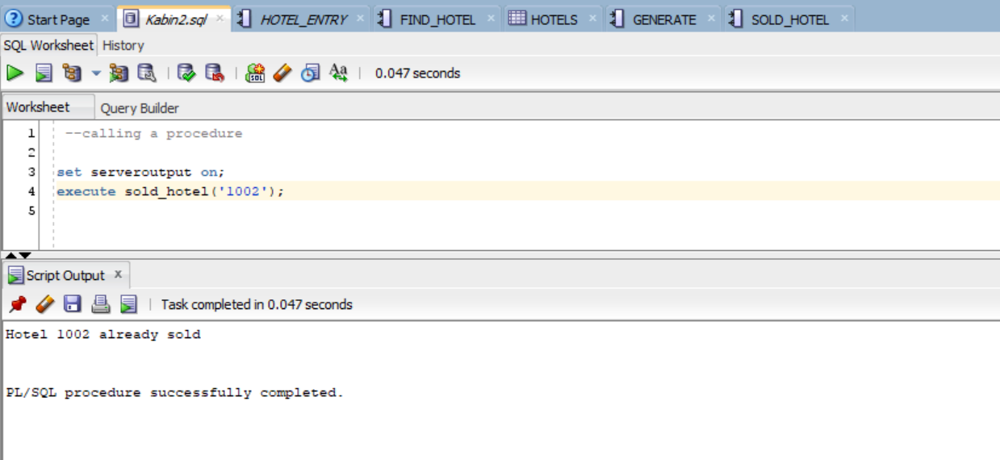 Start Page Kabin2.sql HOTEL_ENTRY FIND_HOTEL HOTELS GENERATE SOLD_HOTEL
SQL Worksheet History
0.047 seconds
Worksheet Query Builder
1 --calling a procedure
2
3 set serveroutput on;
4 execute sold_hotel('1002');
5
Script Output x
Task completed in 0.047 seconds
Hotel 1002 already sold
PL/SQL procedure successfully completed.